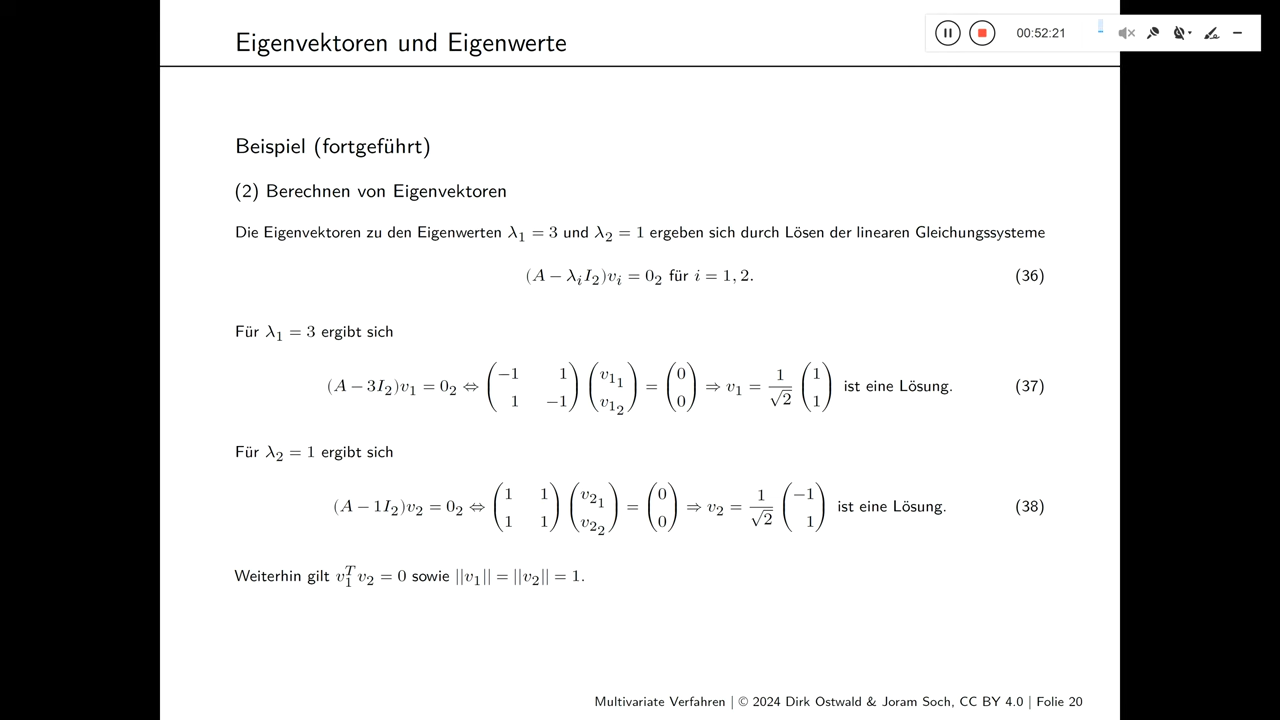 Eigenvektoren und Eigenwerte
00:52:21
Beispiel (fortgeführt)
(2) Berechnen von Eigenvektoren
Die Eigenvektoren zu den Eigenwerten λ₁ = 3 und λ₂ = 1 ergeben sich durch Lösen der linearen Gleichungssysteme
(A − λᵢI₂)vᵢ = 0₂ für i = 1, 2. (36)
Für λ₁ = 3 ergibt sich
(A − 3I₂)v₁ = 0₂ ⇔ (−1 1; 1 −1) (v₁₁; v₁₂) = (0; 0) ⇒ v₁ = 1/√2 (1; 1) ist eine Lösung. (37)
Für λ₂ = 1 ergibt sich
(A − 1I₂)v₂ = 0₂ ⇔ (1 1; 1 1) (v₂₁; v₂₂) = (0; 0) ⇒ v₂ = 1/√2 (−1; 1) ist eine Lösung. (38)
Weiterhin gilt v₁ᵀv₂ = 0 sowie ||v₁|| = ||v₂|| = 1.
Multivariate Verfahren | © 2024 Dirk Ostwald & Joram Soch, CC BY 4.0 | Folie 20